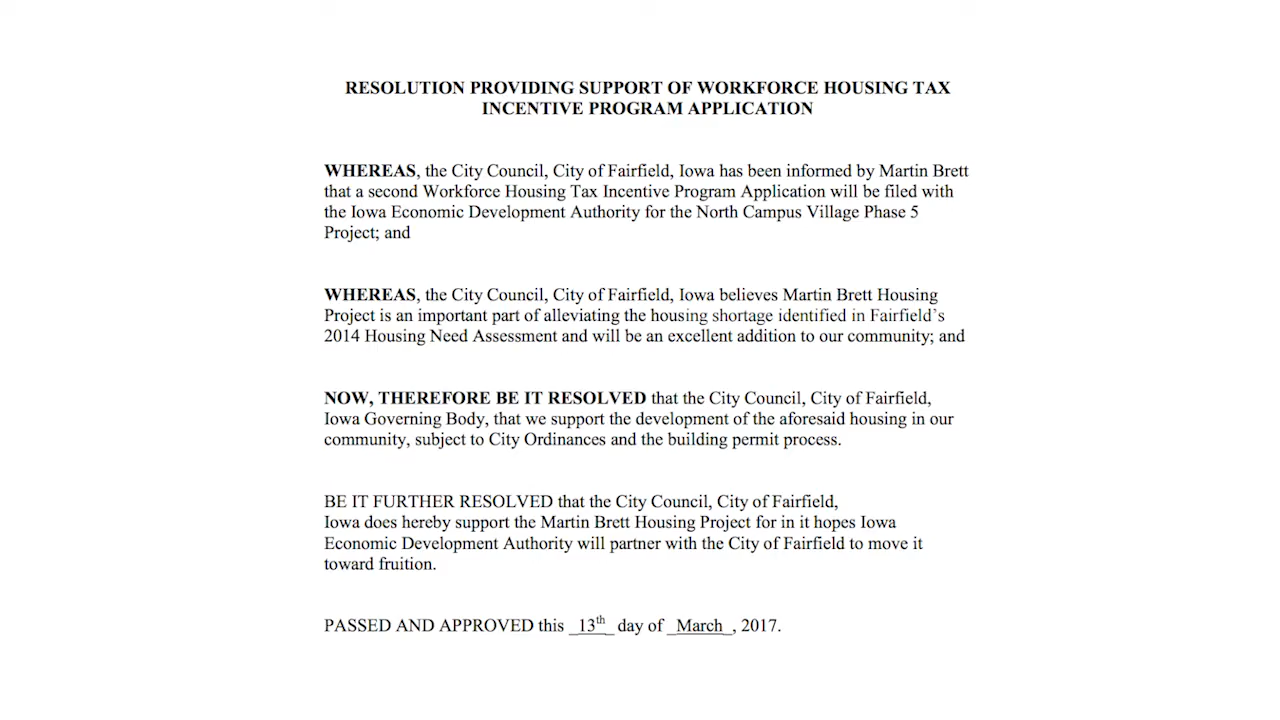 RESOLUTION PROVIDING SUPPORT OF WORKFORCE HOUSING TAX
INCENTIVE PROGRAM APPLICATION
WHEREAS, the City Council, City of Fairfield, Iowa has been informed by Martin Brett
that a second Workforce Housing Tax Incentive Program Application will be filed with
the Iowa Economic Development Authority for the North Campus Village Phase 5
Project; and
WHEREAS, the City Council, City of Fairfield, Iowa believes Martin Brett Housing
Project is an important part of alleviating the housing shortage identified in Fairfield's
2014 Housing Need Assessment and will be an excellent addition to our community; and
NOW, THEREFORE BE IT RESOLVED that the City Council, City of Fairfield,
Iowa Governing Body, that we support the development of the aforesaid housing in our
community, subject to City Ordinances and the building permit process.
BE IT FURTHER RESOLVED that the City Council, City of Fairfield,
Iowa does hereby support the Martin Brett Housing Project for in it hopes Iowa
Economic Development Authority will partner with the City of Fairfield to move it
toward fruition.
PASSED AND APPROVED this 13th day of March, 2017.